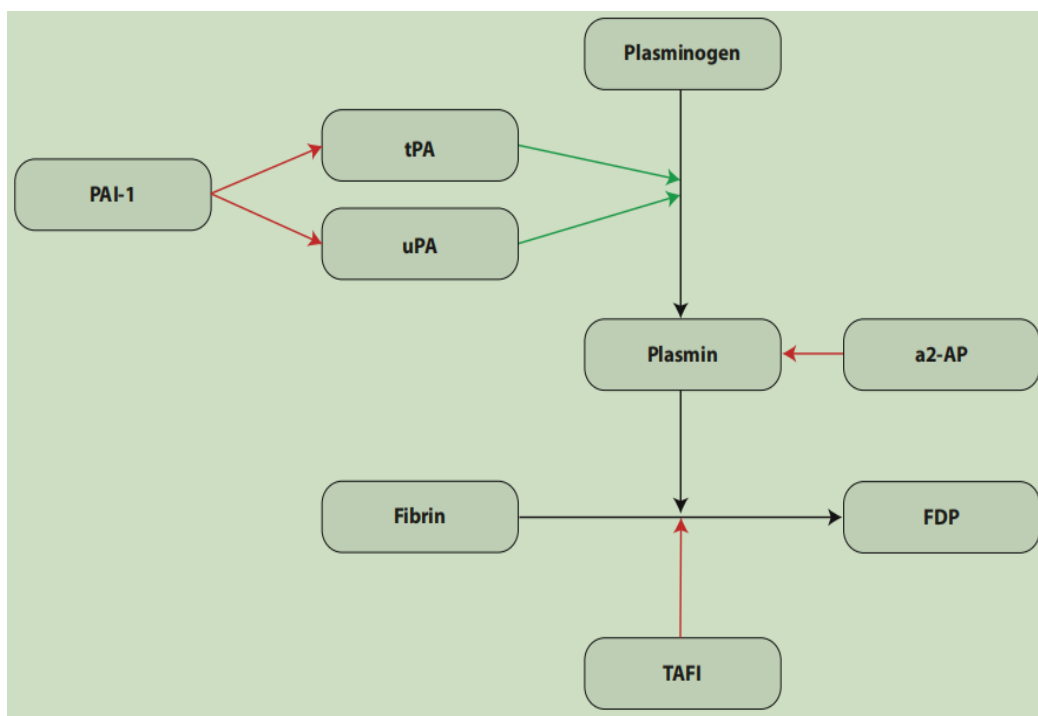 Plasminogen
tPA
PAI-1
uPA
Plasmin
a2-AP
Fibrin
FDP
TAFI